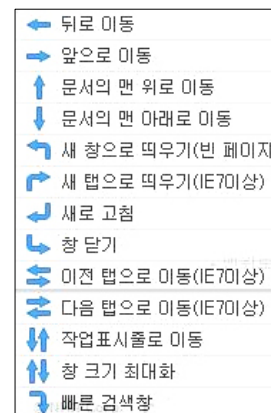 뒤로 이동
앞으로 이동
문서의 맨 위로 이동
문서의 맨 아래로 이동
새 창으로 띄우기(빈 페이지
새 탭으로 띄우기(IE7이상)
새로 고침
창 닫기
이전 탭으로 이동(IE7이상)
다음 탭으로 이동(IE7이상)
작업표시줄로 이동
창 크기 최대화
빠른 검색창